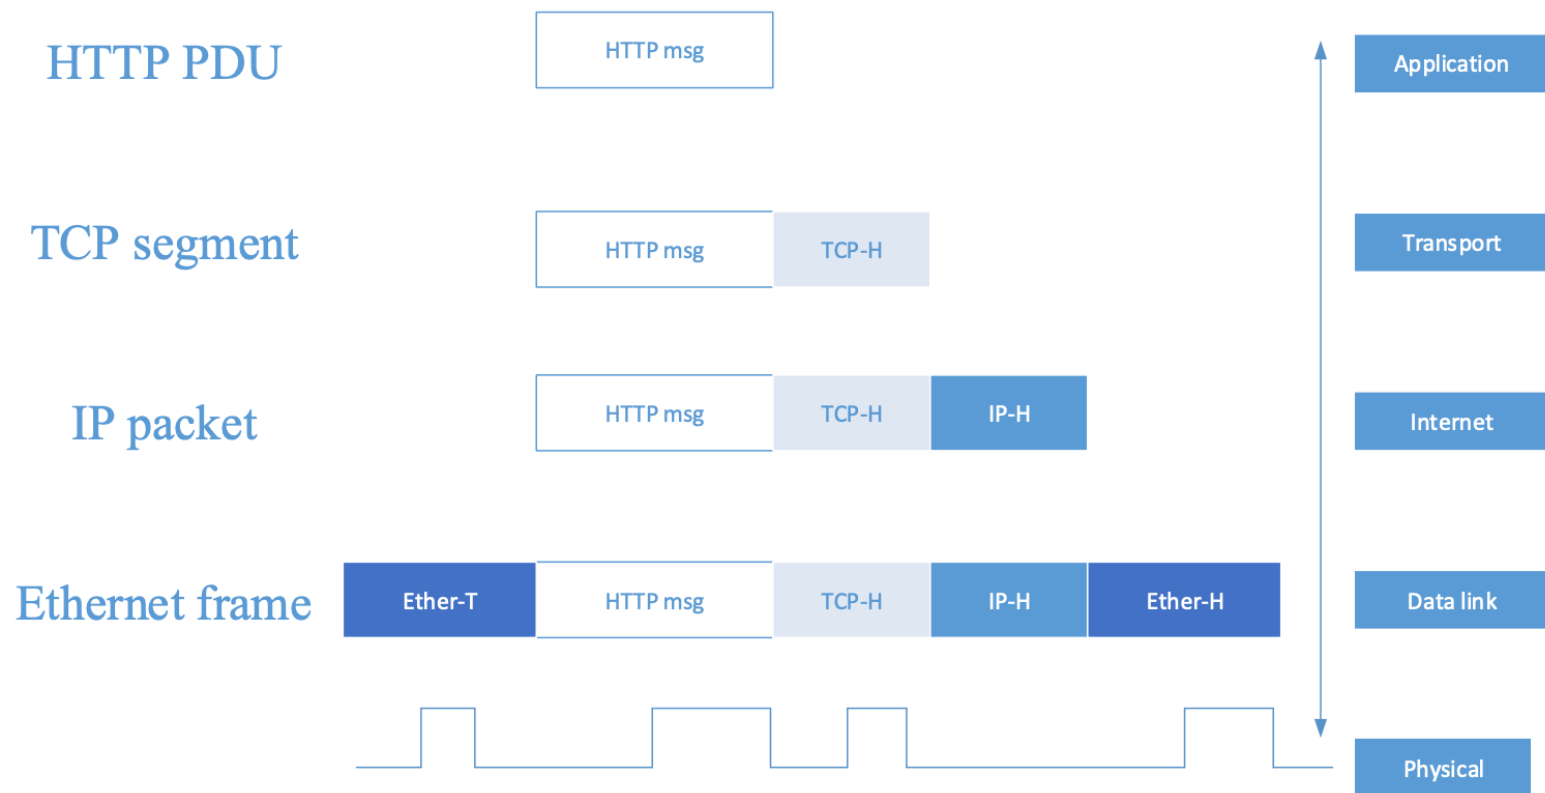 HTTP PDU
HTTP msg
Application
TCP segment
HTTP msg
TCP-H
Transport
IP packet
HTTP msg
TCP-H
IP-H
Internet
Ethernet frame
Ether-T
HTTP msg
TCP-H
IP-H
Ether-H
Data link
Physical